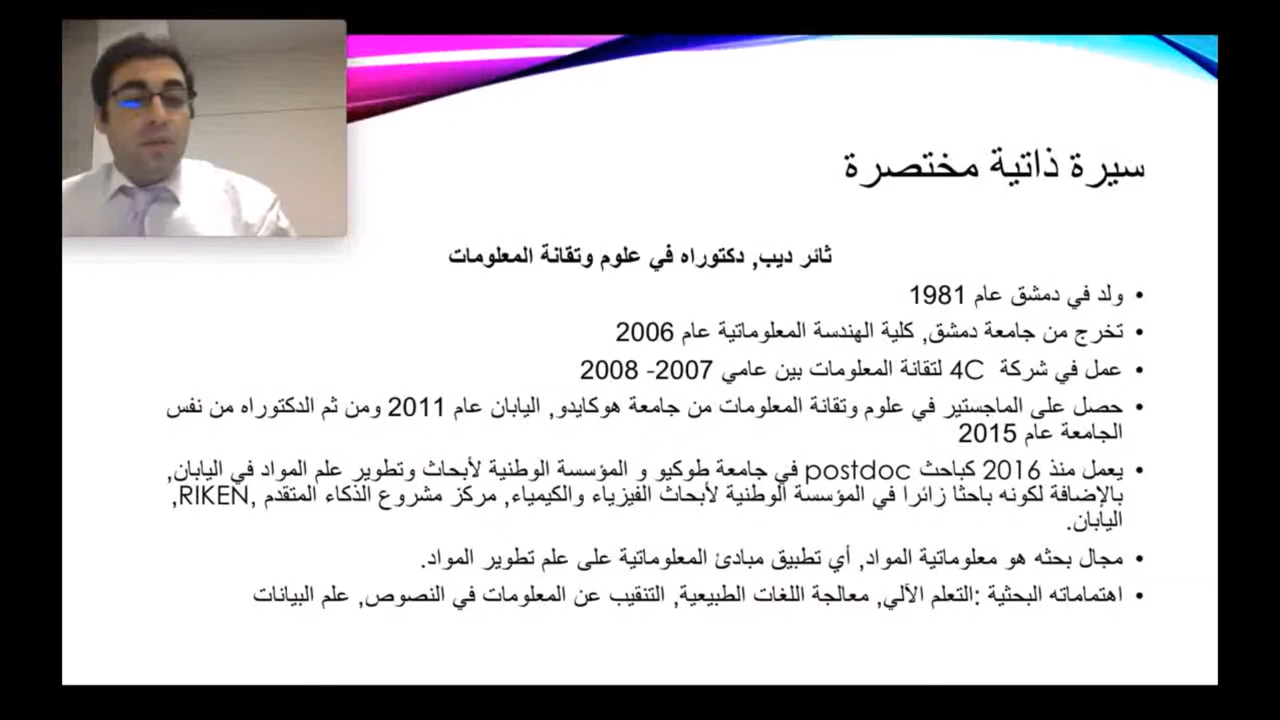 سيرة ذاتية مختصرة
ثائر ديب, دكتوراه في علوم وتقانة المعلومات
• ولد في دمشق عام 1981
• تخرج من جامعة دمشق, كلية الهندسة المعلوماتية عام 2006
• عمل في شركة 4C لتقانة المعلومات بين عامي 2007- 2008
• حصل على الماجستير في علوم وتقانة المعلومات من جامعة هوكايدو, اليابان عام 2011 ومن ثم الدكتوراه من نفس
الجامعة عام 2015
• يعمل منذ 2016 كباحث postdoc في جامعة طوكيو و المؤسسة الوطنية لأبحاث وتطوير علم المواد في اليابان,
بالإضافة لكونه باحثا زائرا في المؤسسة الوطنية لأبحاث الفيزياء والكيمياء, مركز مشروع الذكاء المتقدم ,RIKEN,
اليابان.
• مجال بحثه هو معلوماتية المواد, أي تطبيق مبادئ المعلوماتية على علم تطوير المواد.
• اهتماماته البحثية :التعلم الآلي, معالجة اللغات الطبيعية, التنقيب عن المعلومات في النصوص, علم البيانات